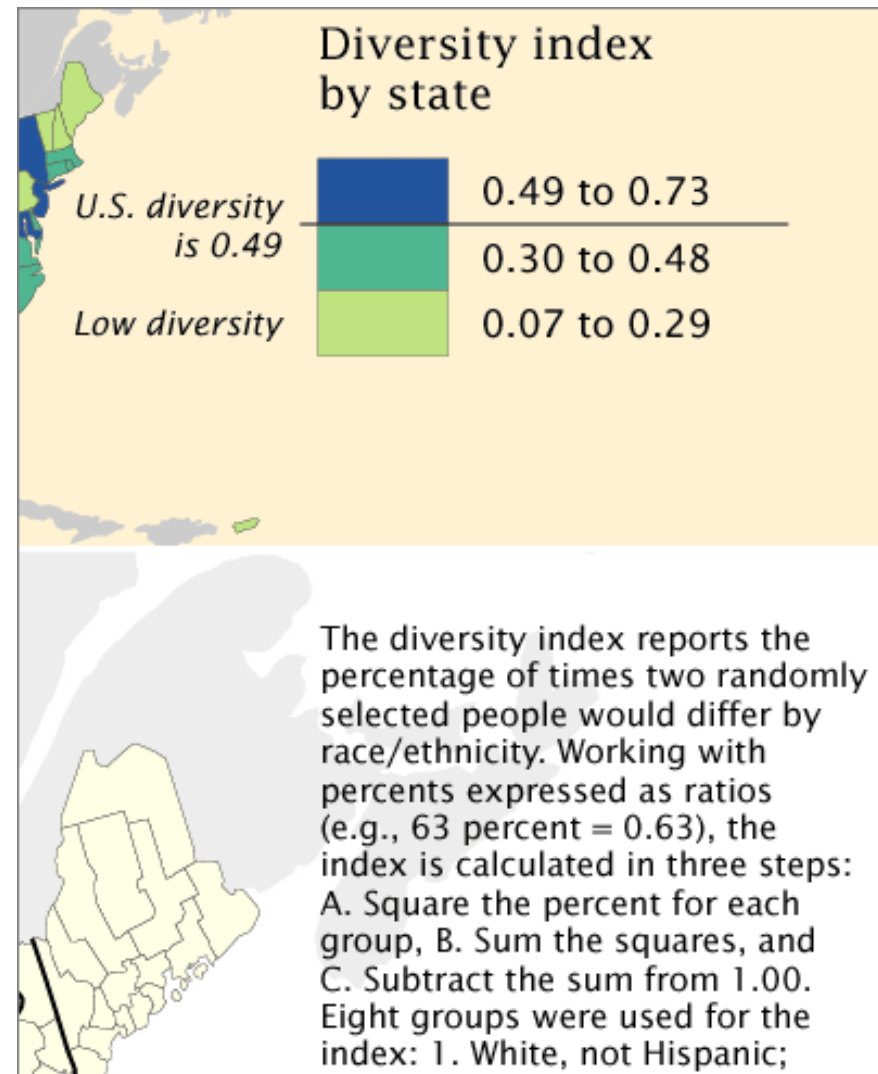 Diversity index
by state
U.S. diversity
is 0.49
0.49 to 0.73
0.30 to 0.48
Low diversity
0.07 to 0.29
The diversity index reports the
percentage of times two randomly
selected people would differ by
race/ethnicity. Working with
percents expressed as ratios
(e.g., 63 percent = 0.63), the
index is calculated in three steps:
A. Square the percent for each
group, B. Sum the squares, and
C. Subtract the sum from 1.00.
Eight groups were used for the
index: 1. White, not Hispanic;